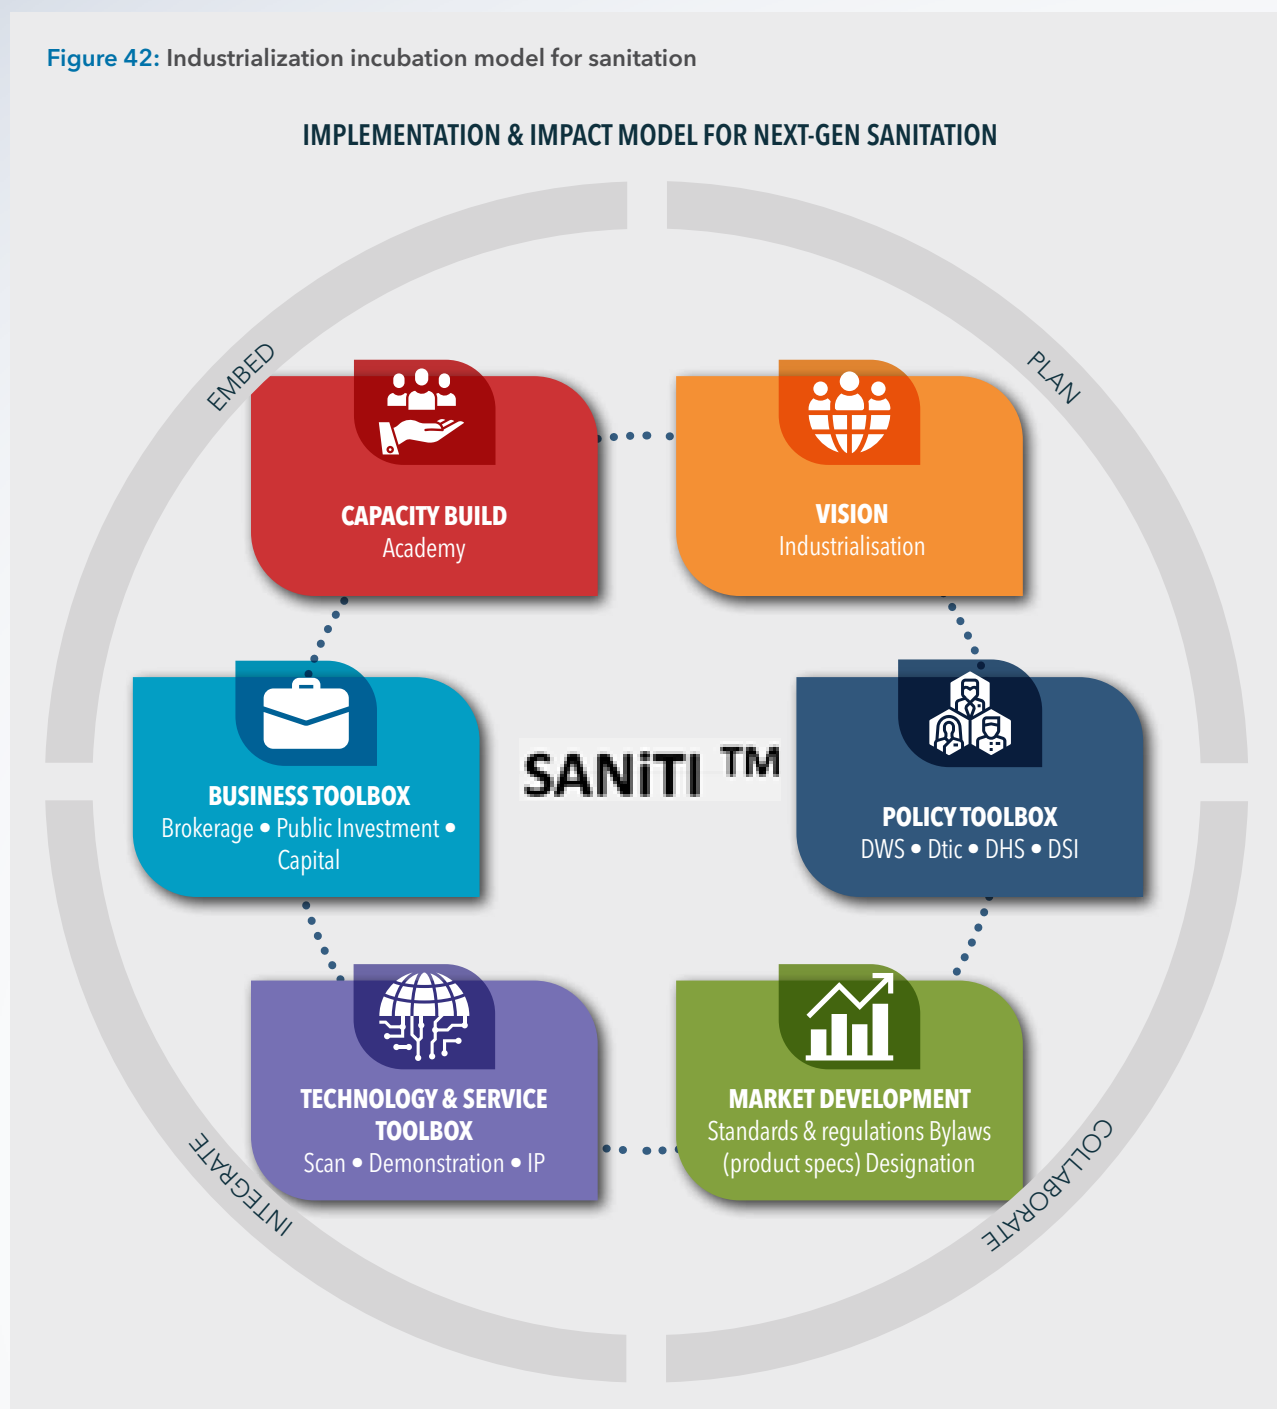 Figure 42: Industrialization incubation model for sanitation
IMPLEMENTATION & IMPACT MODEL FOR NEXT-GEN SANITATION
EMBED
PLAN
CAPACITY BUILD
Academy
VISION
Industrialisation
BUSINESS TOOLBOX
Brokerage • Public Investment •
Capital
SANiTI ™
POLICY TOOLBOX
DWS • Dtic • DHS • DSI
TECHNOLOGY & SERVICE
TOOLBOX
Scan • Demonstration • IP
MARKET DEVELOPMENT
Standards & regulations Bylaws
(product specs) Designation
INTEGRATE
COLLABORATE